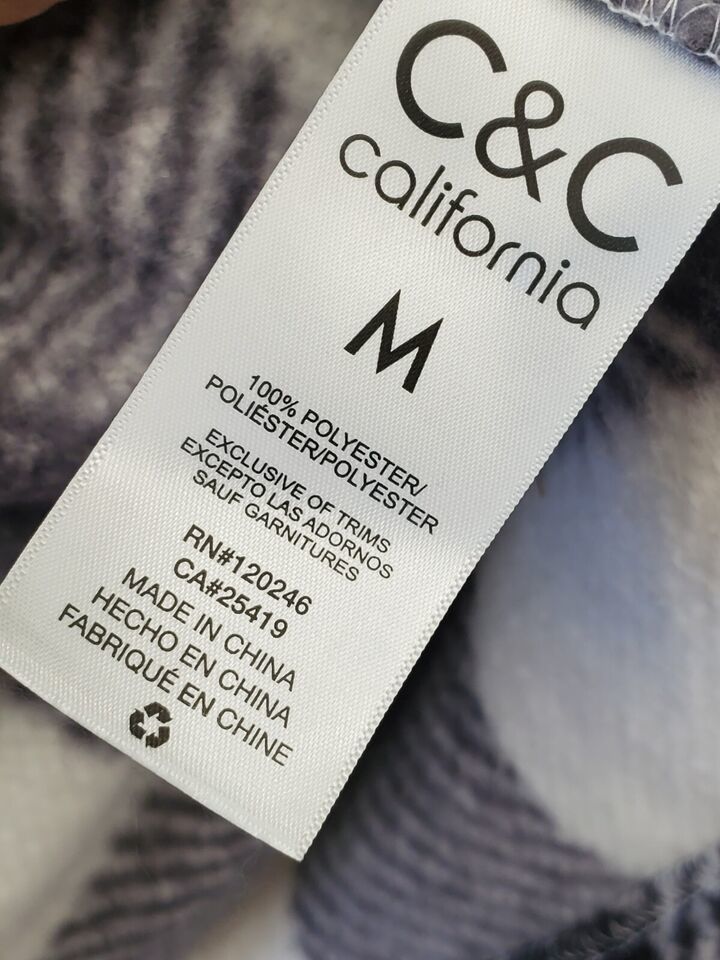 C&C
california
M
100% POLYESTER/
POLIÉSTER/POLYESTER
EXCLUSIVE OF TRIMS
EXCEPTO LAS ADORNOS
SAUF GARNITURES
RN#120246
CA#25419
MADE IN CHINA
HECHO EN CHINA
FABRIQUÉ EN CHINE